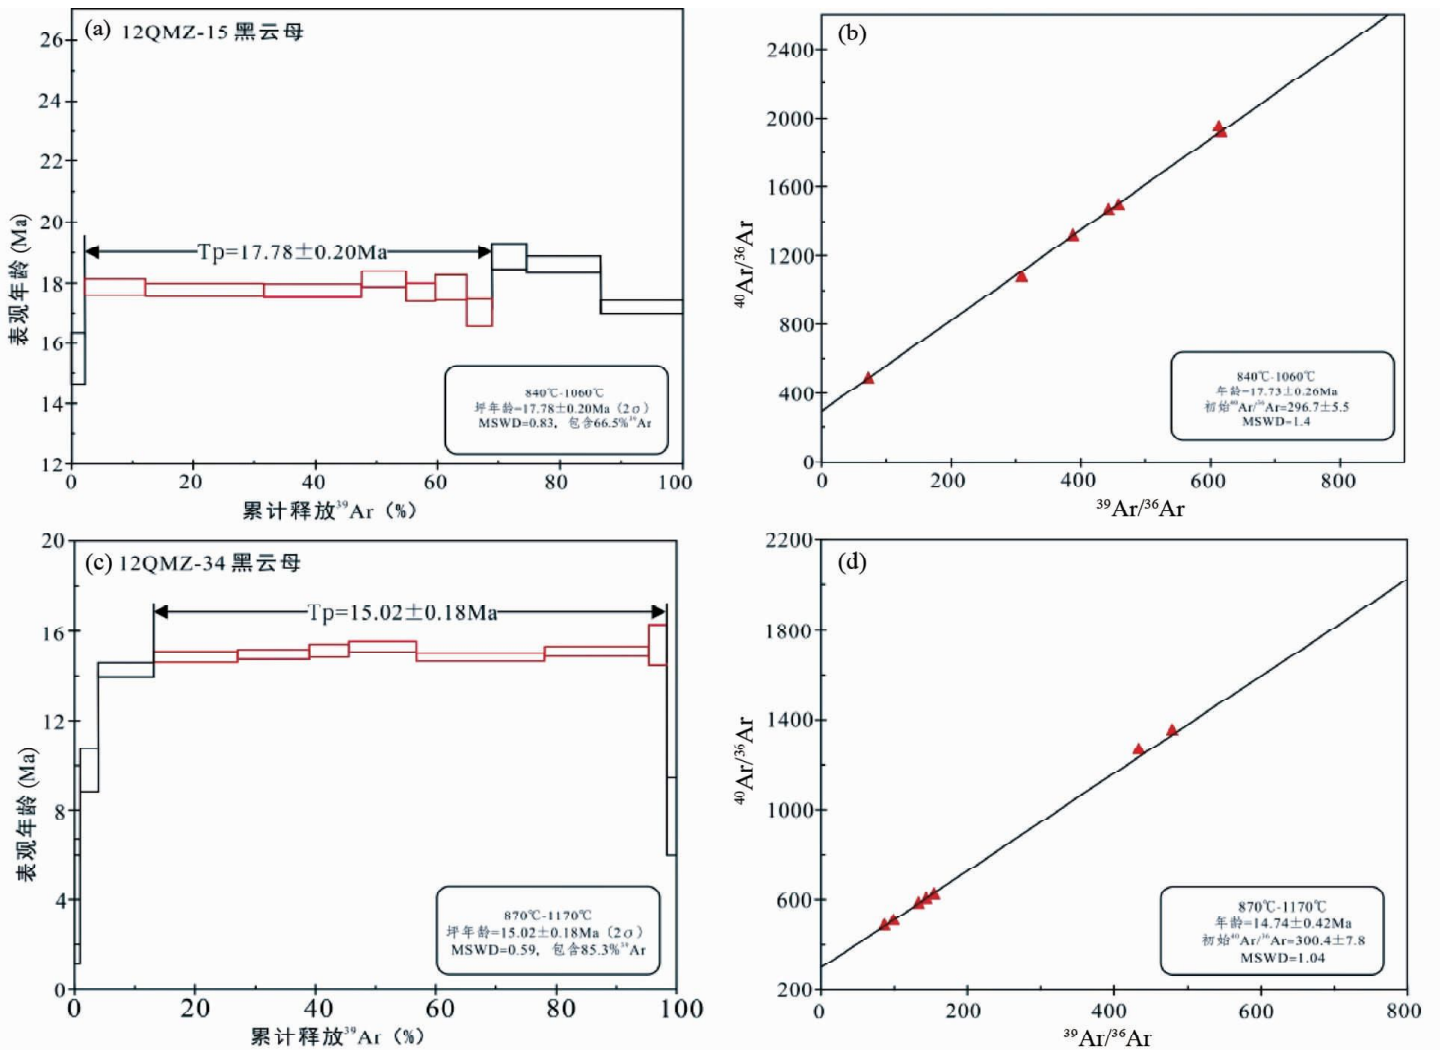 (a) 12QMZ-15 黑云母
26
24
22
20
18
16
14
12
表观年龄 (Ma)
Tp=17.78±0.20Ma
840℃-1060℃
坪年龄=17.78±0.20Ma (2σ)
MSWD=0.83, 包含66.5%³⁹Ar
0 20 40 60 80 100
累计释放³⁹Ar (%)
(b)
2400
2000
1600
1200
800
400
0
⁴⁰Ar/³⁶Ar
840℃-1060℃
年龄=17.73±0.26Ma
初始⁴⁰Ar/³⁶Ar=296.7±5.5
MSWD=1.4
0 200 400 600 800
³⁹Ar/³⁶Ar
(c) 12QMZ-34 黑云母
20
16
12
8
4
0
表观年龄 (Ma)
Tp=15.02±0.18Ma
870℃-1170℃
坪年龄=15.02±0.18Ma (2σ)
MSWD=0.59, 包含85.3%³⁹Ar
0 20 40 60 80 100
累计释放³⁹Ar (%)
(d)
2200
1800
1400
1000
600
200
⁴⁰Ar/³⁶Ar
870℃-1170℃
年龄=14.74±0.42Ma
初始⁴⁰Ar/³⁶Ar=300.4±7.8
MSWD=1.04
0 200 400 600 800
³⁹Ar/³⁶Ar